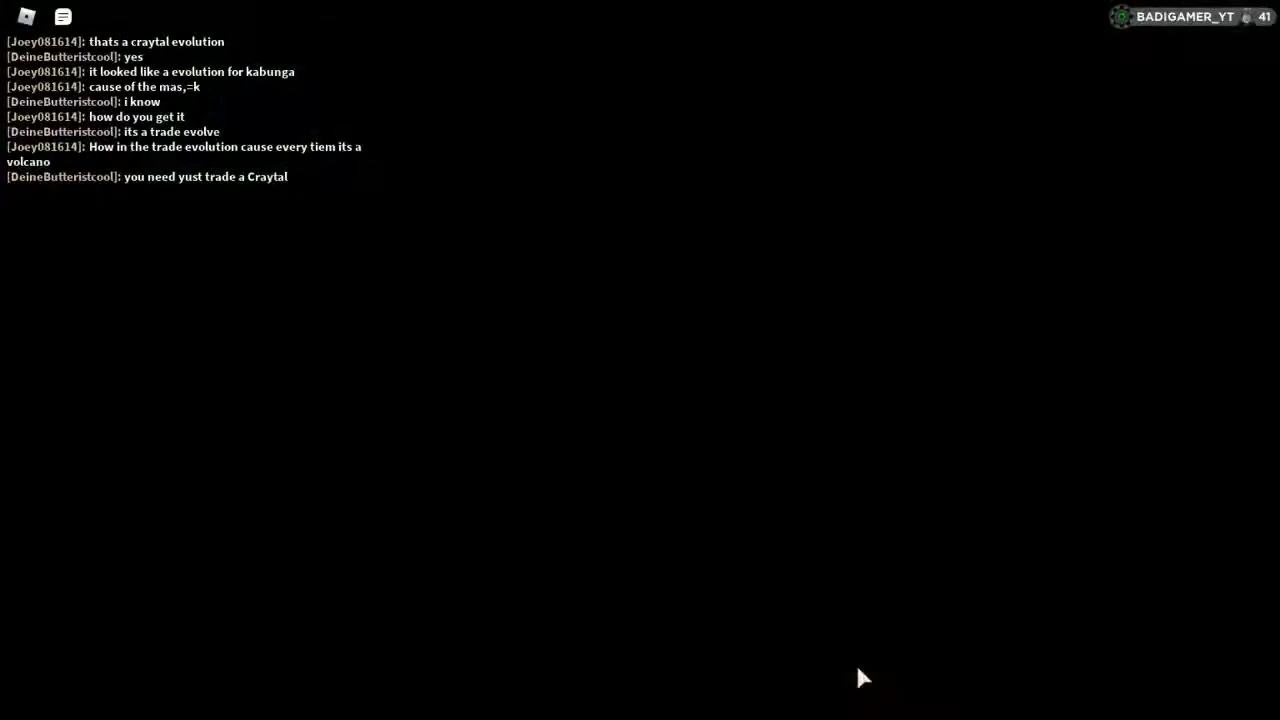 BADIGAMER_YT 41
[Joey081614]: thats a craytal evolution
[DeineButteristcool]: yes
[Joey081614]: it looked like a evolution for kabunga
[Joey081614]: cause of the mas,=k
[DeineButteristcool]: i know
[Joey081614]: how do you get it
[DeineButteristcool]: its a trade evolve
[Joey081614]: How in the trade evolution cause every tiem its a
volcano
[DeineButteristcool]: you need yust trade a Craytal